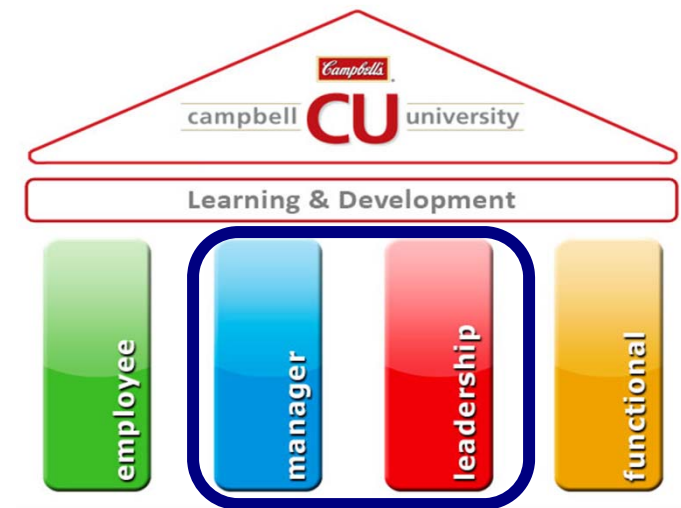 Campbell's
campbell CU university
Learning & Development
employee
manager
leadership
functional